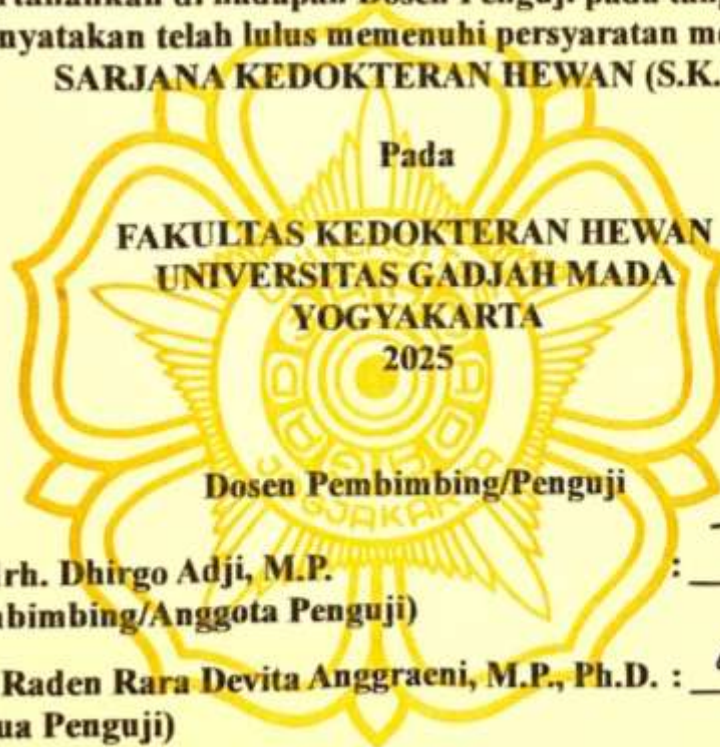 nyatakan telah lulus memenuhi persyaratan me
SARJANA KEDOKTERAN HEWAN (S.K.
Pada
FAKULTAS KEDOKTERAN HEWAN
UNIVERSITAS GADJAH MADA
YOGYAKARTA
2025
Dosen Pembimbing/Penguji
rh. Dhirgo Adji, M.P. :
bimbing/Anggota Penguji)
Raden Rara Devita Anggraeni, M.P., Ph.D. :
ua Penguji)